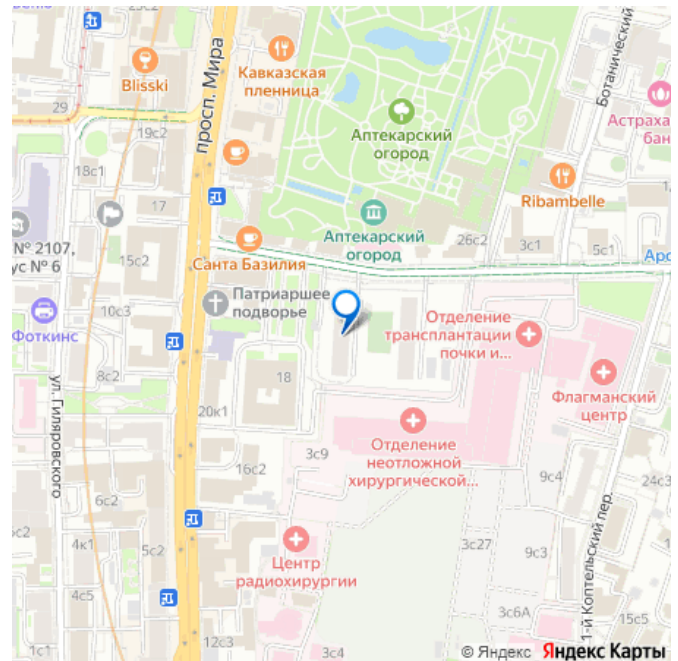 Blisski
Кавказская
пленница
просп. Мира
Ботанический
29
19с2
18с1
17
Аптекарский
огород
Астраха
бан
Ribambelle
№ 2107,
ус № 6
15с2
Санта Базилия
Аптекарский
огород
26с2
3с1
5с1
Апо
Патриаршее
подворье
10с3
Фоткинс
Отделение
трансплантации
почки и...
8с2
18
Флагманский
центр
ул. Гиляровского
20к1
Отделение
неотложной
хирургической...
3с9
16с2
9с4
24с3
6с2
с2
4к1
5с2
Центр
радиохирургии
3с27
9с3
1-й Коптельский пер.
4с5
3с6А
15с5
1с1
12с3
3с4
© Яндекс Яндекс Карты